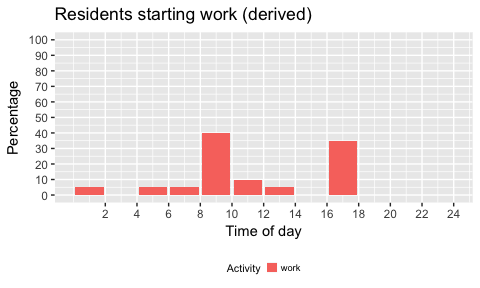 Residents starting work (derived)
100
90
80
70
60
50
40
30
20
10
0
Percentage
2 4 6 8 10 12 14 16 18 20 22 24
Time of day
Activity work